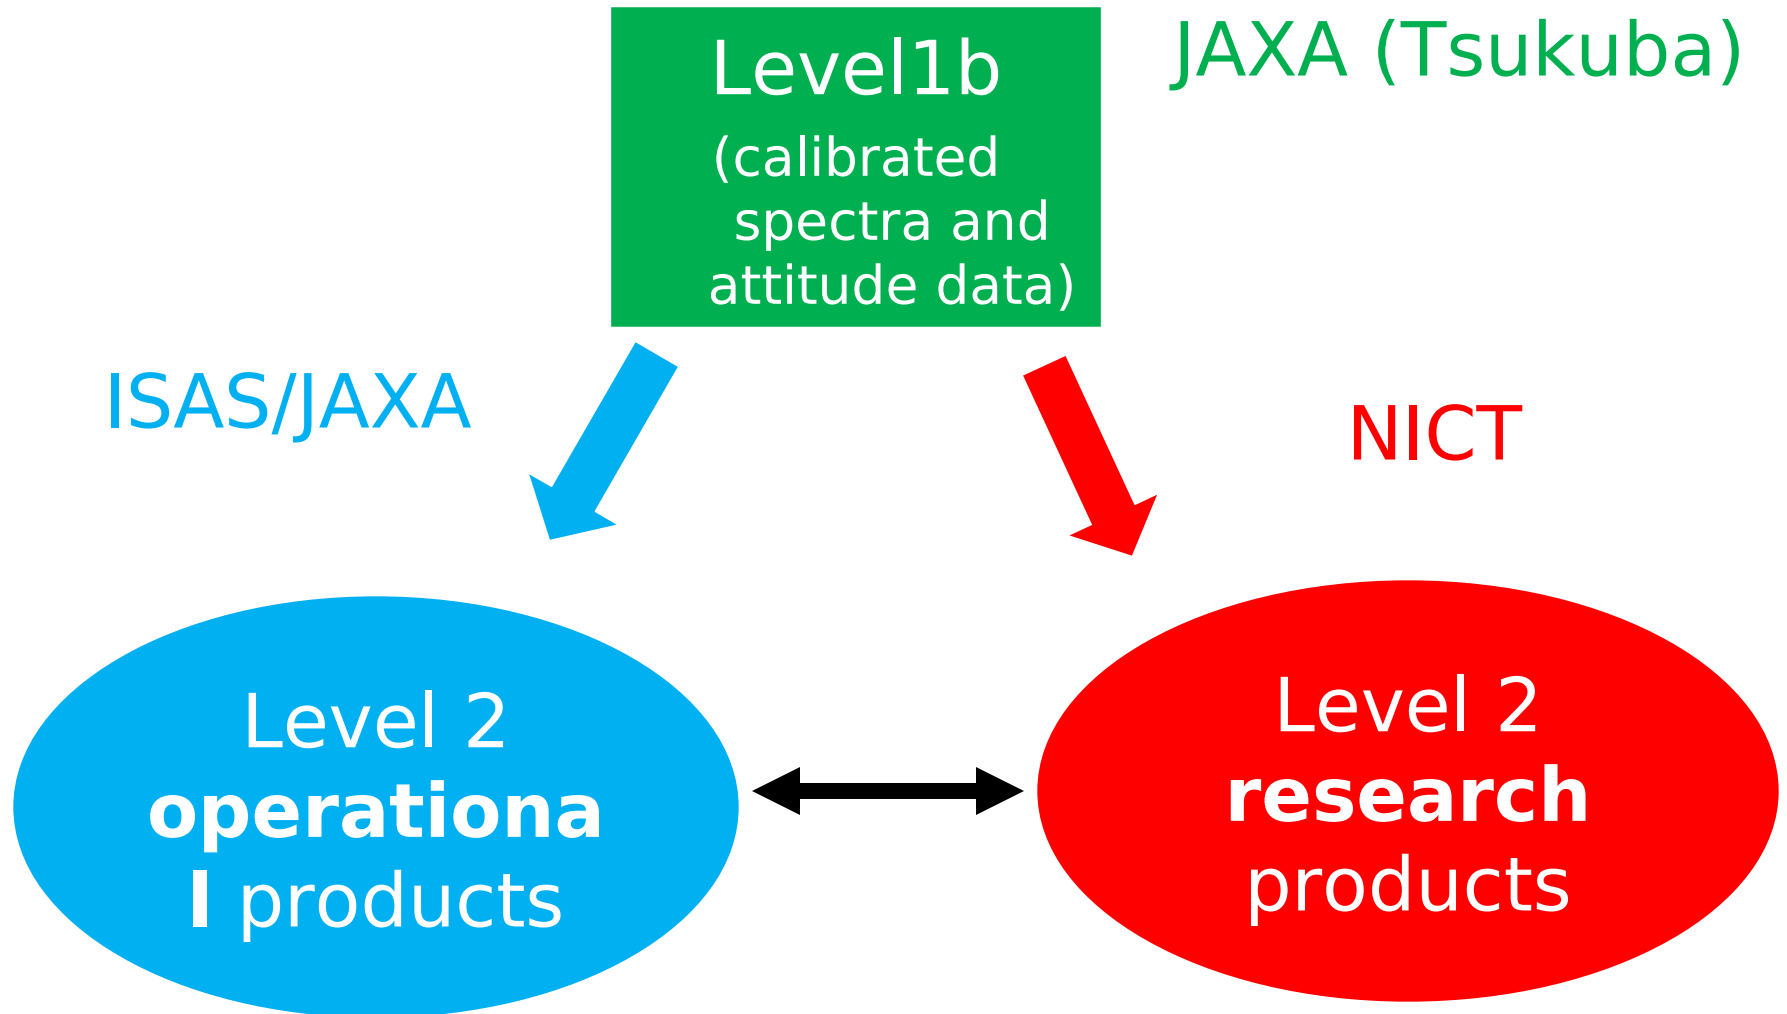 Level1b
JAXA (Tsukuba)
(calibrated
spectra and
attitude data)
ISAS/JAXA
NICT
Level 2
operationa
l products
Level 2
research
products